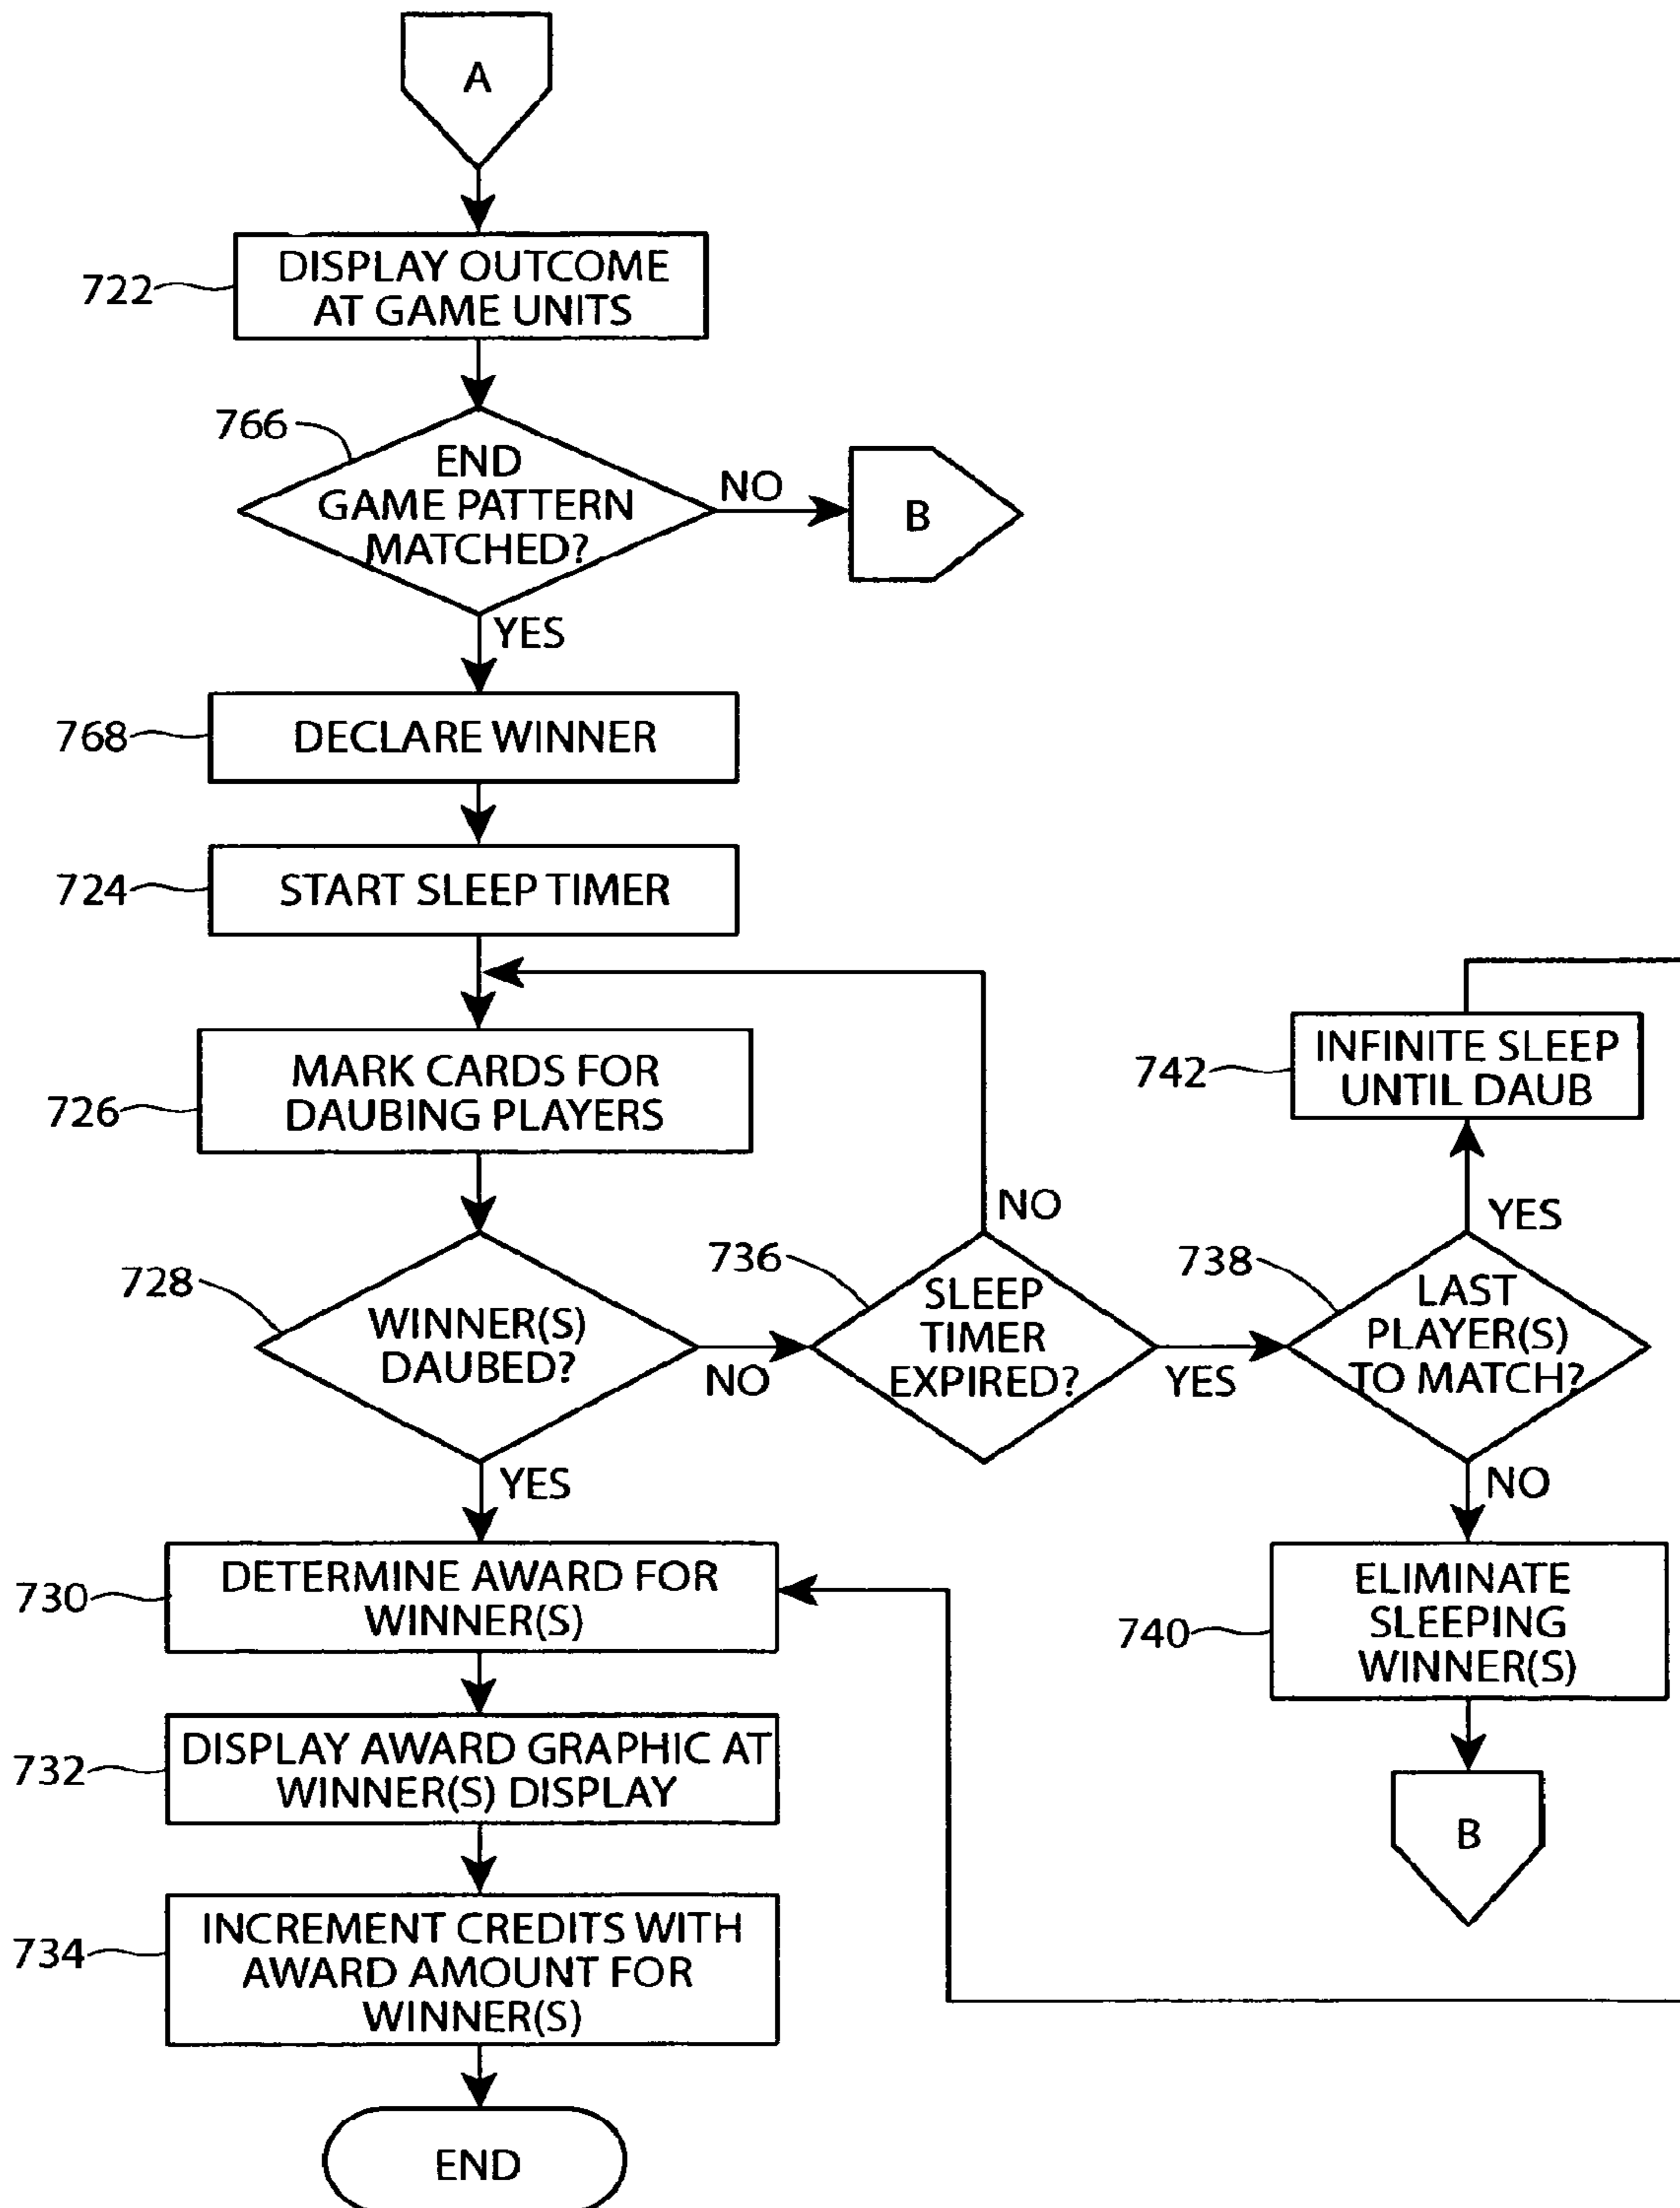 A
722
DISPLAY OUTCOME
AT GAME UNITS
766
END
GAME PATTERN
MATCHED?
NO
B
YES
768
DECLARE WINNER
724
START SLEEP TIMER
726
MARK CARDS FOR
DAUBING PLAYERS
742
INFINITE SLEEP
UNTIL DAUB
728
WINNER(S)
DAUBED?
NO
YES
736
SLEEP
TIMER
EXPIRED?
NO
YES
738
LAST
PLAYER(S)
TO MATCH?
YES
NO
730
DETERMINE AWARD FOR
WINNER(S)
740
ELIMINATE
SLEEPING
WINNER(S)
732
DISPLAY AWARD GRAPHIC AT
WINNER(S) DISPLAY
B
734
INCREMENT CREDITS WITH
AWARD AMOUNT FOR
WINNER(S)
END